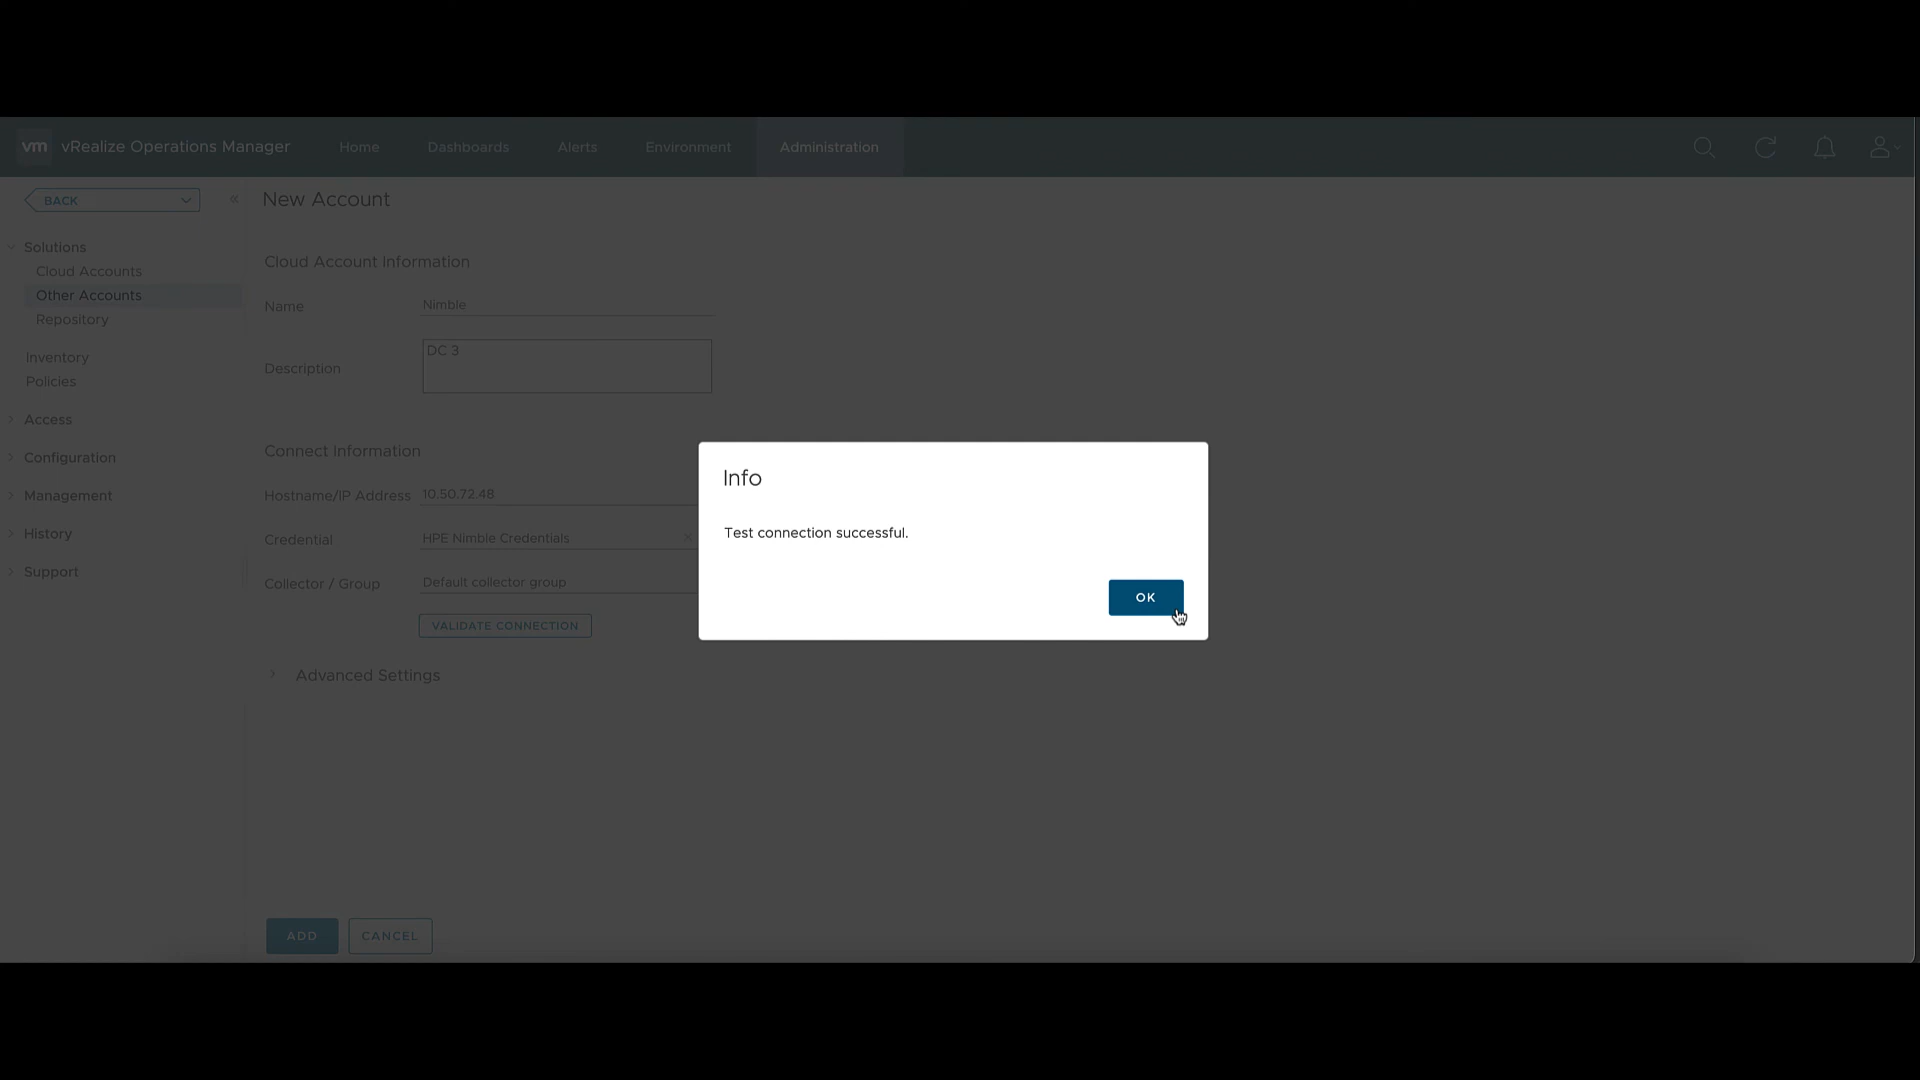 vm vRealize Operations Manager Home Dashboards Alerts Environment Administration
BACK
New Account
Solutions
Cloud Accounts
Other Accounts
Repository
Inventory
Policies
Access
Configuration
Management
History
Support
Cloud Account Information
Name Nimble
Description DC 3
Connect Information
Hostname/IP Address 10.50.72.48
Credential HPE Nimble Credentials
Collector / Group Default collector group
VALIDATE CONNECTION
Advanced Settings
Info
Test connection successful.
OK
ADD CANCEL